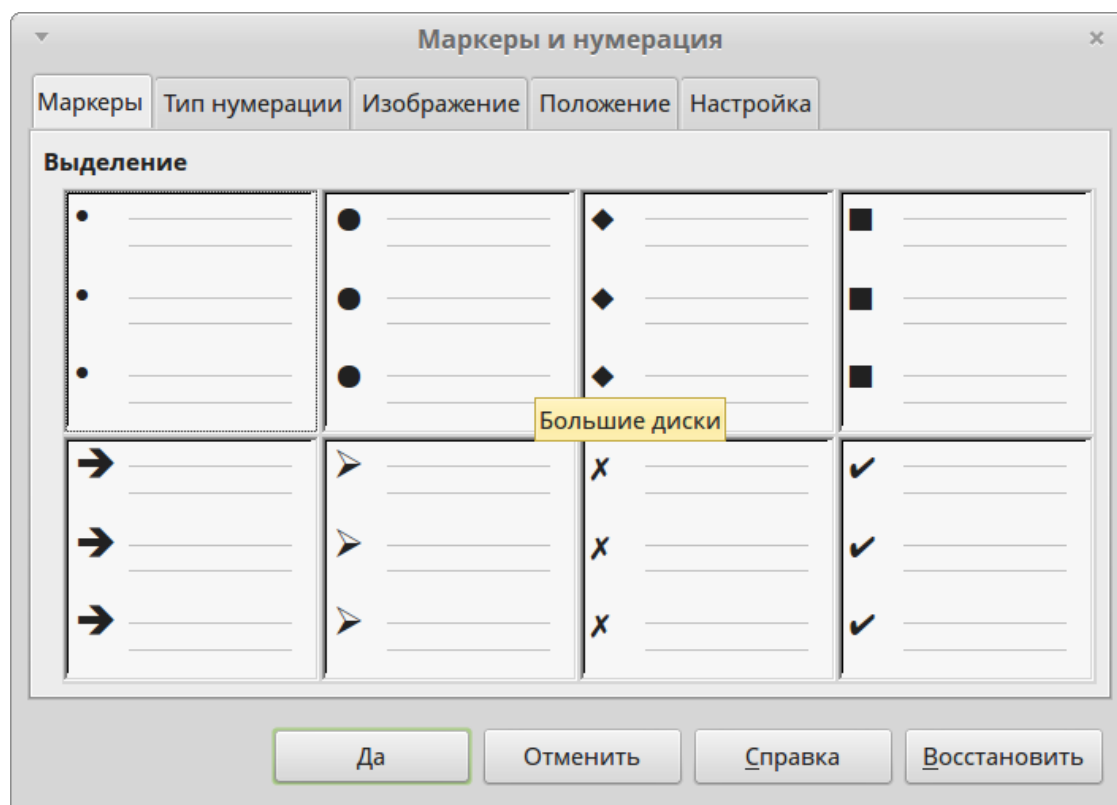 Маркеры и нумерация
Маркеры Тип нумерации Изображение Положение Настройка
Выделение
Большие диски
Да Отменить Справка Восстановить